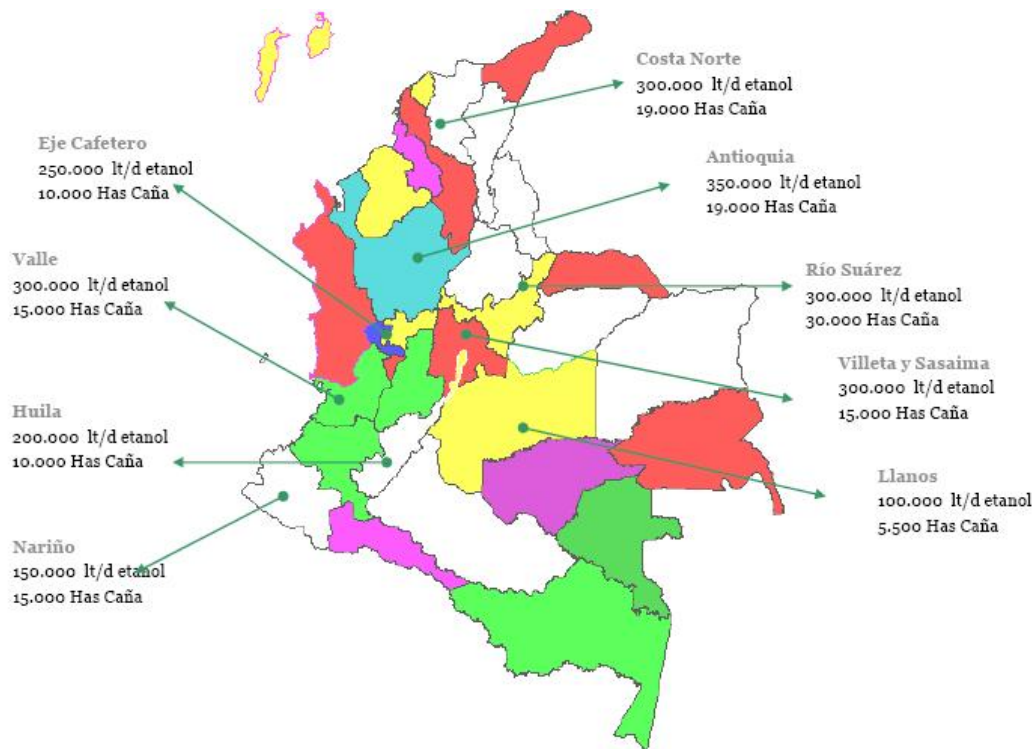 Costa Norte
300.000 lt/d etanol
19.000 Has Caña
Eje Cafetero
250.000 lt/d etanol
10.000 Has Caña
Antioquia
350.000 lt/d etanol
19.000 Has Caña
Valle
300.000 lt/d etanol
15.000 Has Caña
Río Suárez
300.000 lt/d etanol
30.000 Has Caña
Villeta y Sasaima
300.000 lt/d etanol
15.000 Has Caña
Huila
200.000 lt/d etanol
10.000 Has Caña
Llanos
100.000 lt/d etanol
5.500 Has Caña
Nariño
150.000 lt/d etanol
15.000 Has Caña